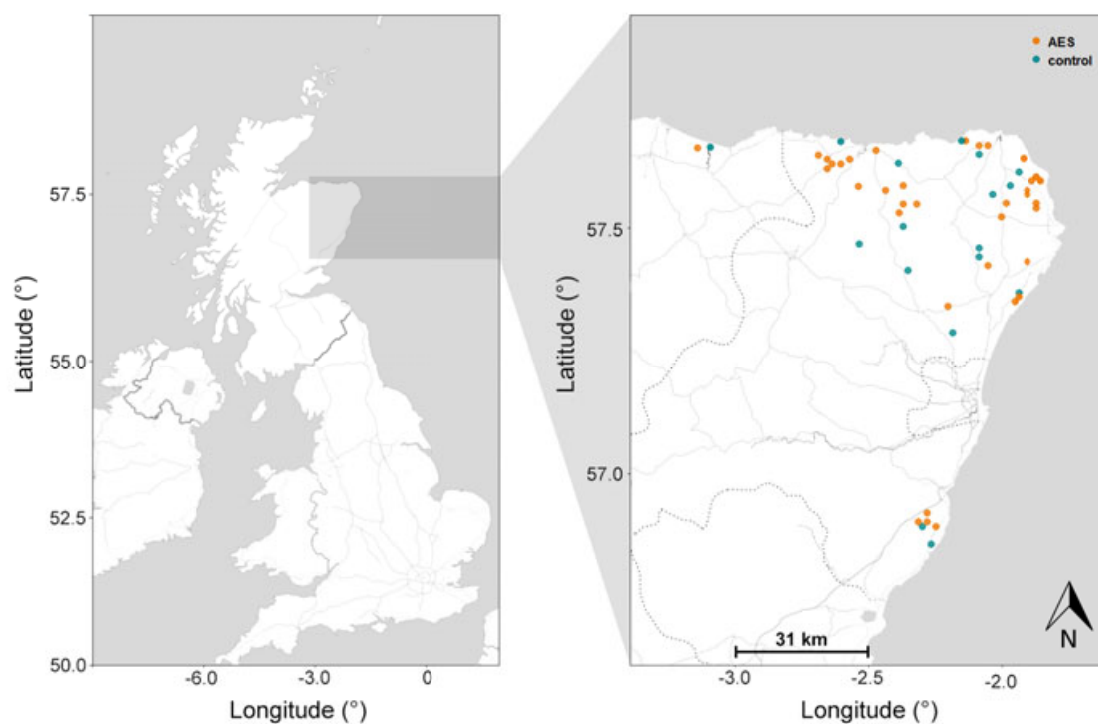 Latitude (°)
57.5
55.0
52.5
50.0
-6.0
-3.0
0
Longitude (°)
AES
control
Latitude (°)
57.5
57.0
31 km
N
-3.0
-2.5
-2.0
Longitude (°)